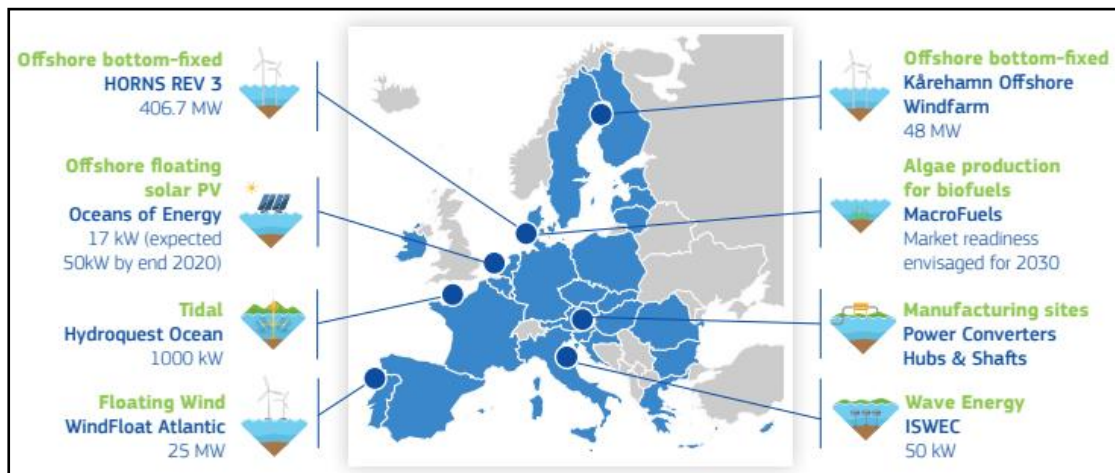 Offshore bottom-fixed
HORNS REV 3
406.7 MW
Offshore floating
solar PV
Oceans of Energy
17 kW (expected
50kW by end 2020)
Tidal
Hydroquest Ocean
1000 kW
Floating Wind
WindFloat Atlantic
25 MW
Offshore bottom-fixed
Kårehamn Offshore
Windfarm
48 MW
Algae production
for biofuels
MacroFuels
Market readiness
envisaged for 2030
Manufacturing sites
Power Converters
Hubs & Shafts
Wave Energy
ISWEC
50 kW